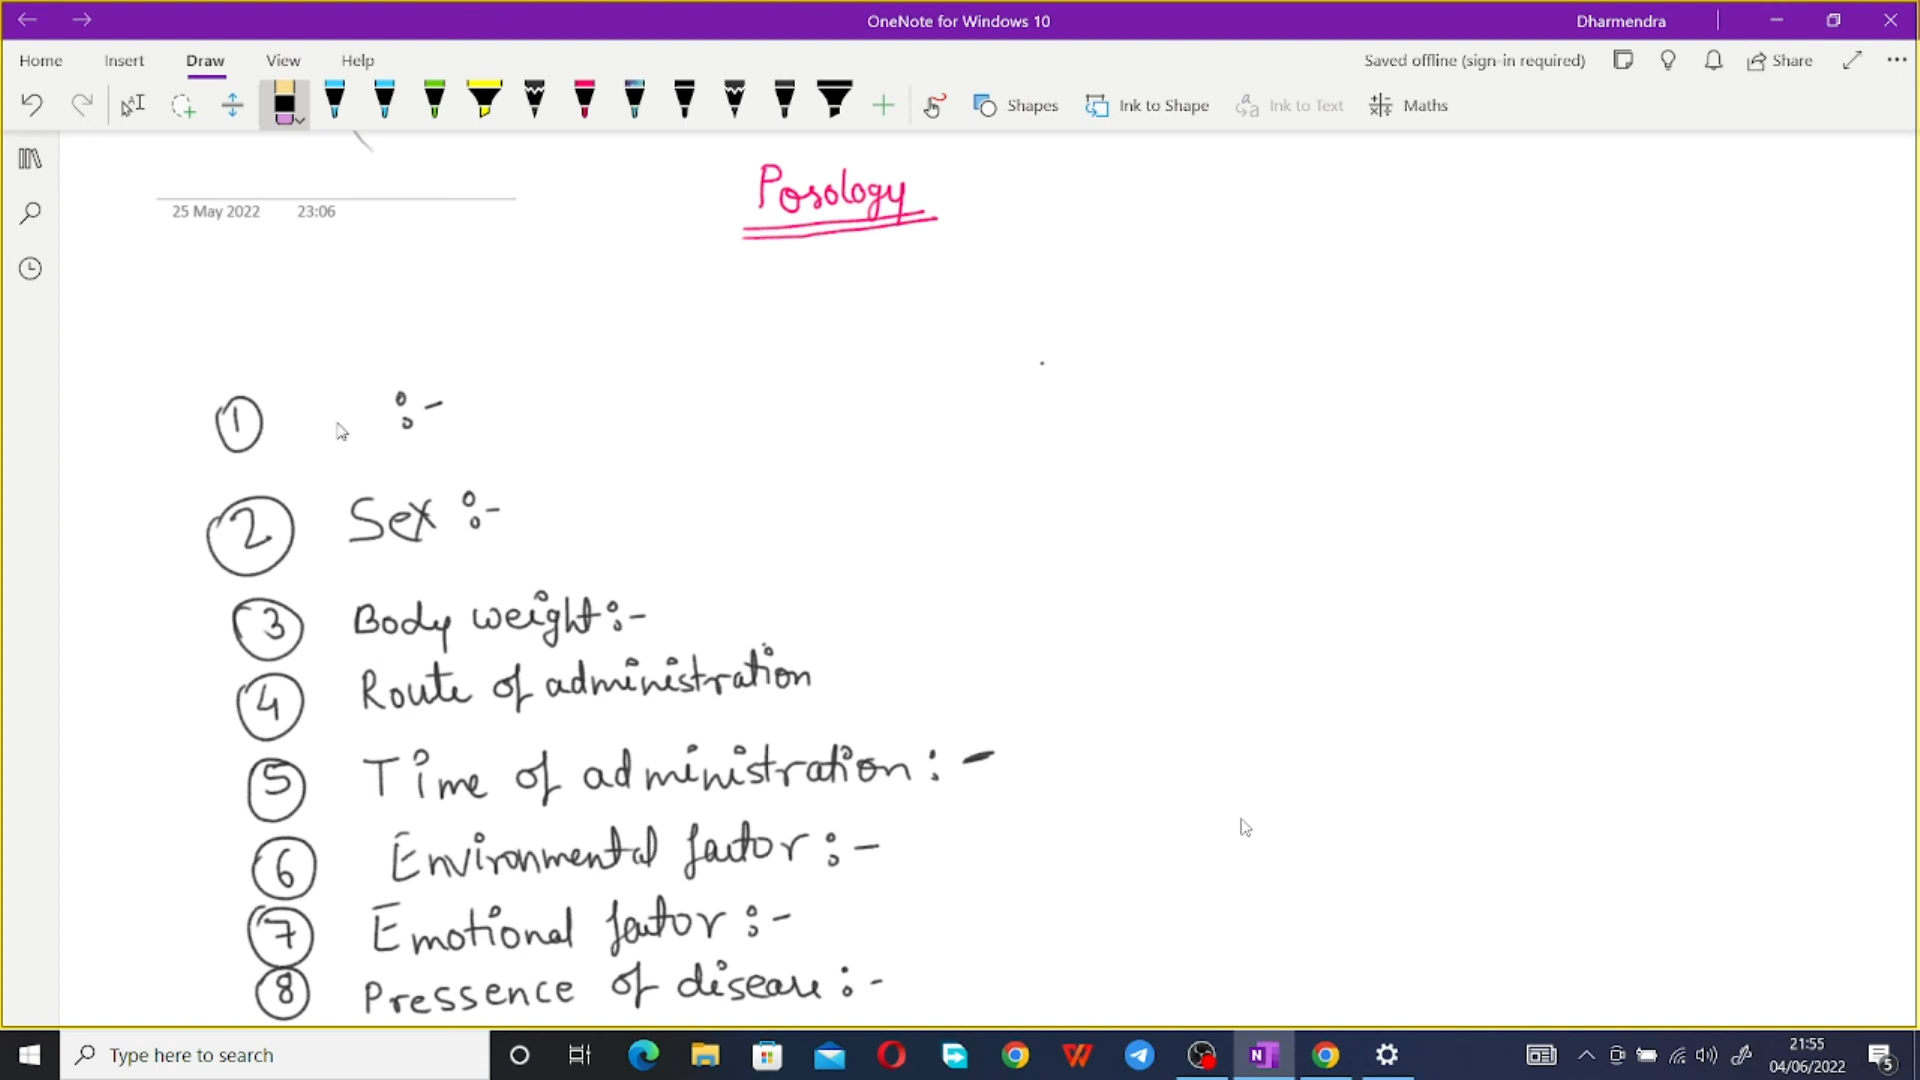 OneNote for Windows 10
Dharmendra
Home Insert Draw View Help
Saved offline (sign-in required)
Share
Shapes
Ink to Shape
Ink to Text
Maths
Posology
25 May 2022 23:06
1 :-
2 Sex :-
3 Body weight :-
4 Route of administration
5 Time of administration : -
6 Environmental factor : -
7 Emotional factor : -
8 Pressence of disease : -
Type here to search
21:55
04/06/2022
5